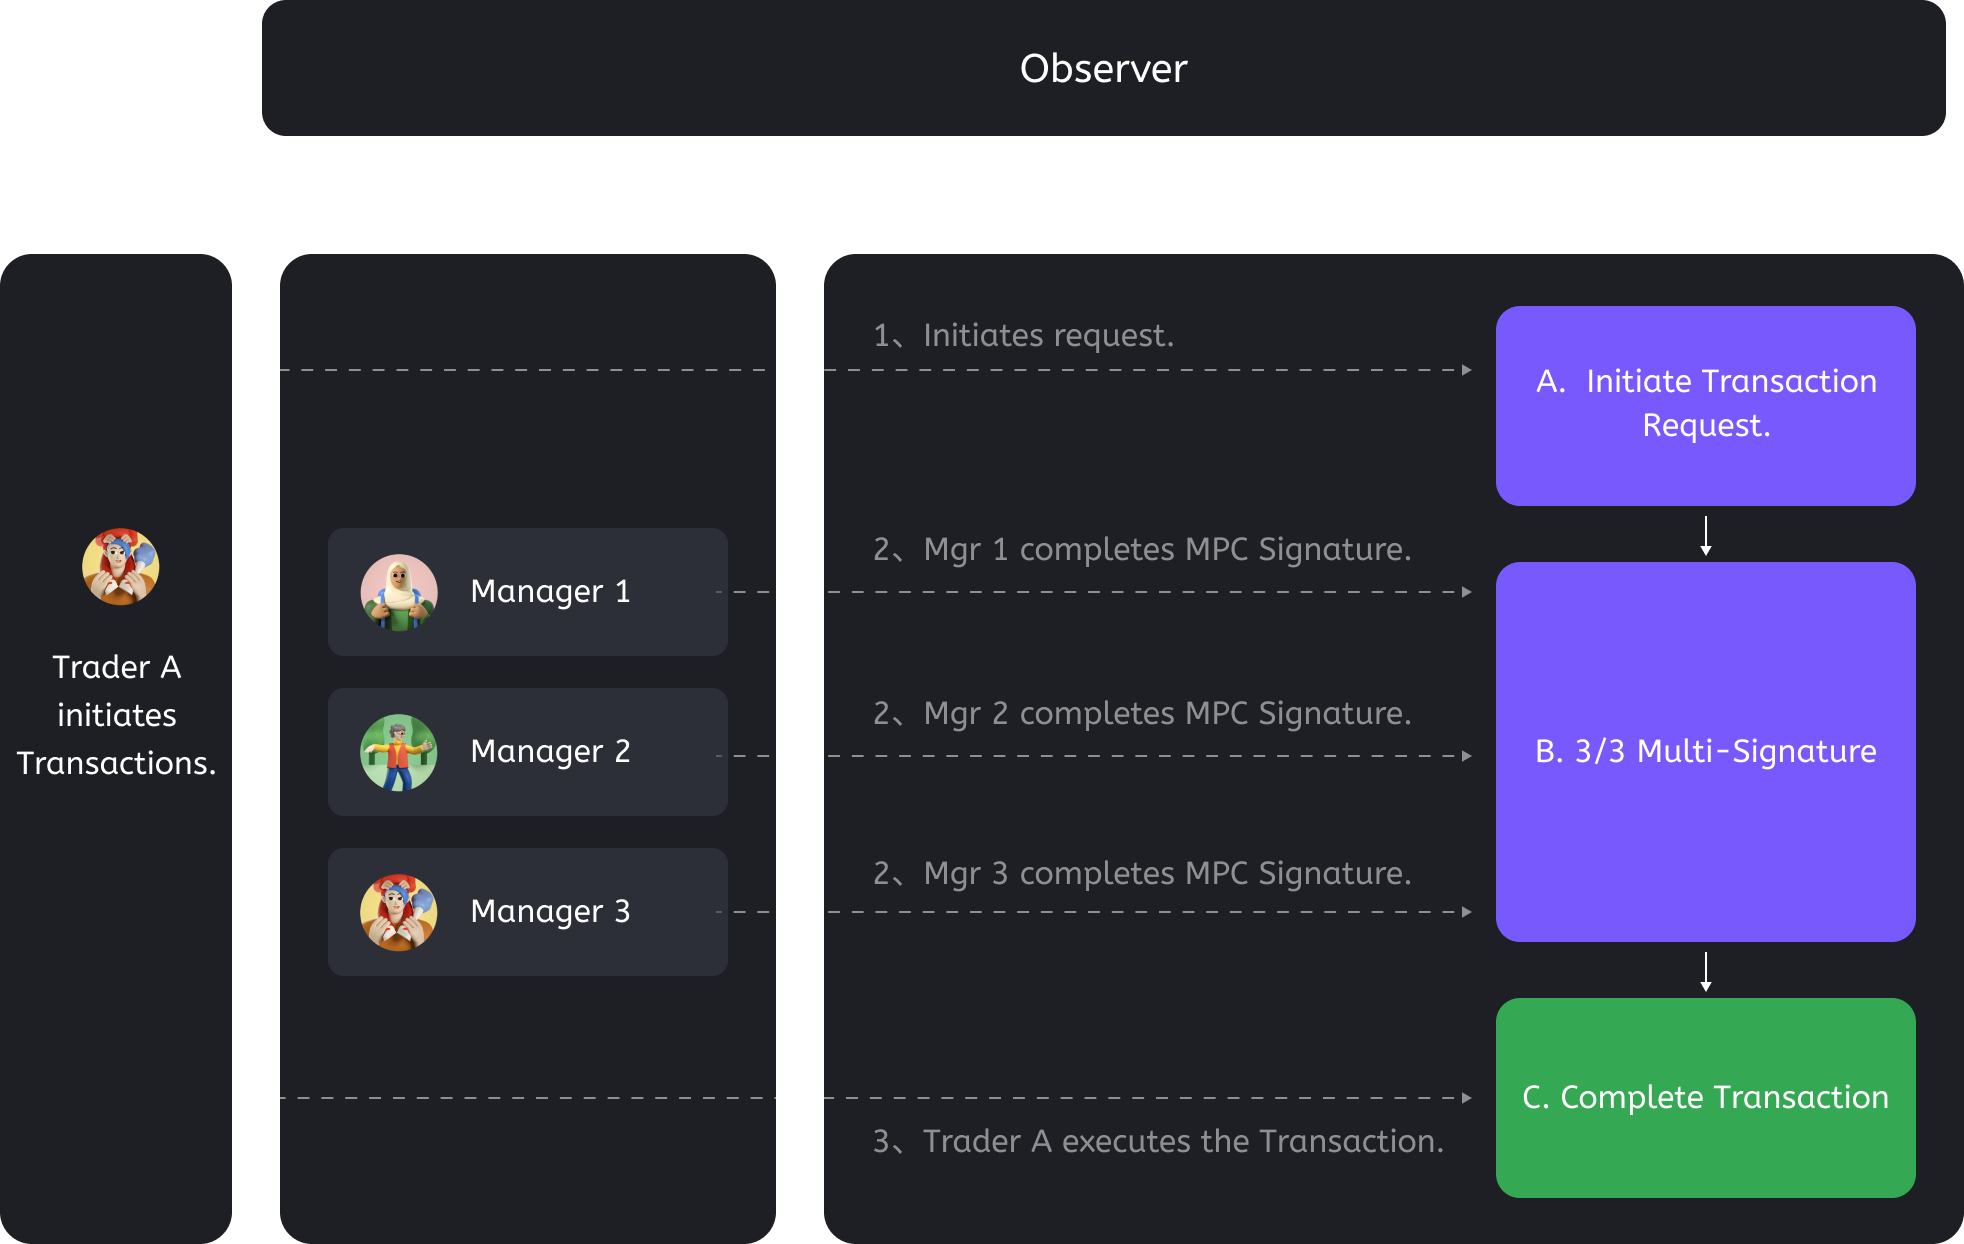 Observer
Trader A
initiates
Transactions.
Manager 1
Manager 2
Manager 3
1、Initiates request.
2、Mgr 1 completes MPC Signature.
2、Mgr 2 completes MPC Signature.
2、Mgr 3 completes MPC Signature.
3、Trader A executes the Transaction.
A. Initiate Transaction
Request.
B. 3/3 Multi-Signature
C. Complete Transaction